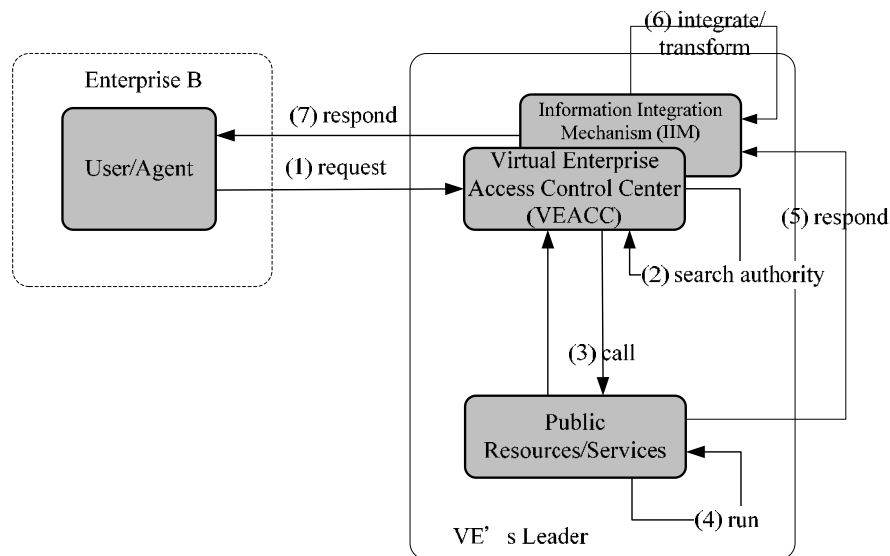 (6) integrate/
transform
Enterprise B
Information Integration
Mechanism (IIM)
(7) respond
User/Agent
(1) request
Virtual Enterprise
Access Control Center
(VEACC)
(5) respond
(2) search authority
(3) call
Public
Resources/Services
(4) run
VE’s Leader